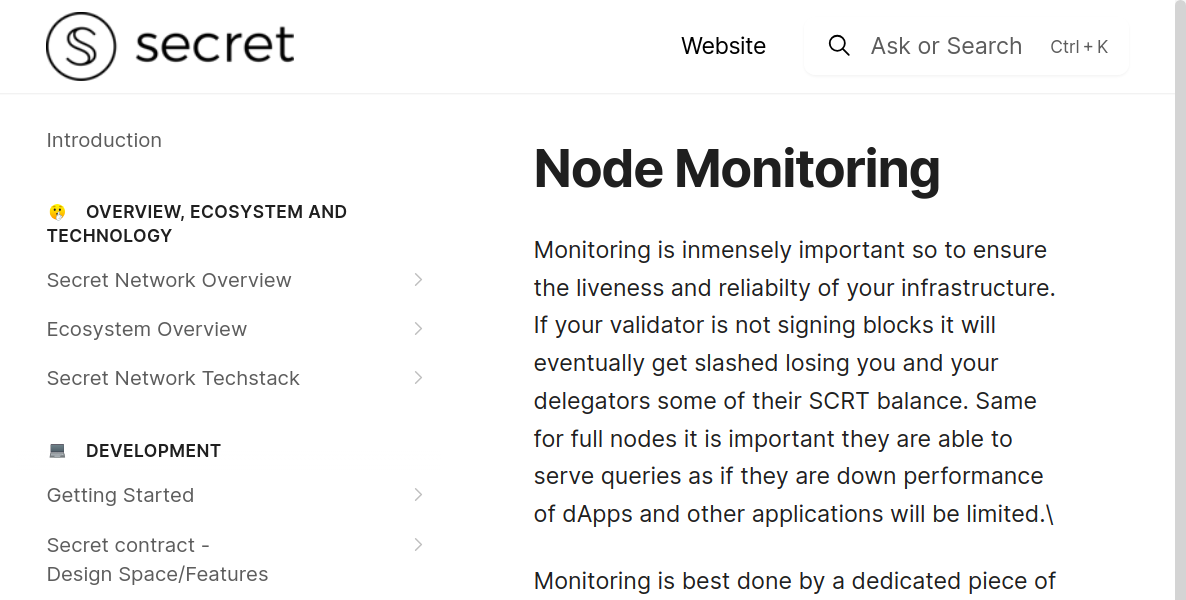 secret
Website
Ask or Search Ctrl + K
Introduction
OVERVIEW, ECOSYSTEM AND
TECHNOLOGY
Secret Network Overview
Ecosystem Overview
Secret Network Techstack
DEVELOPMENT
Getting Started
Secret contract -
Design Space/Features
Node Monitoring
Monitoring is inmensely important so to ensure
the liveness and reliabilty of your infrastructure.
If your validator is not signing blocks it will
eventually get slashed losing you and your
delegators some of their SCRT balance. Same
for full nodes it is important they are able to
serve queries as if they are down performance
of dApps and other applications will be limited.\
Monitoring is best done by a dedicated piece of